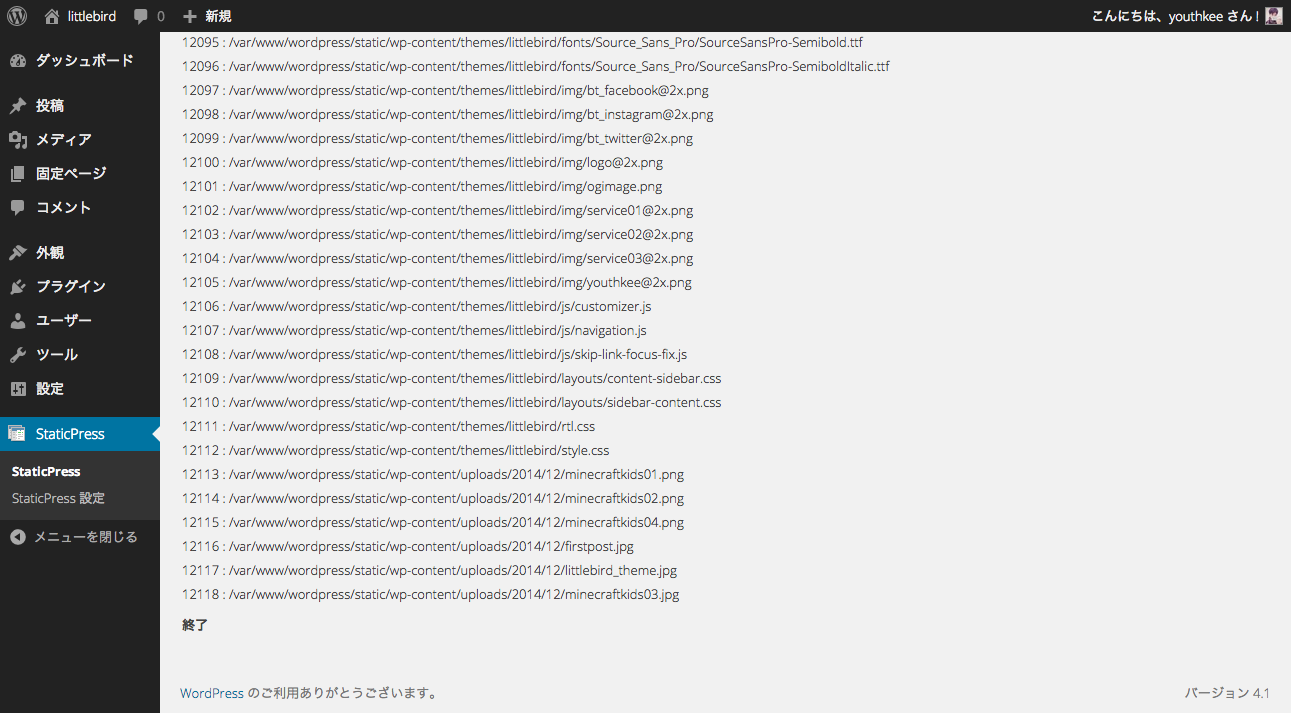 littlebird 0 新規 こんにちは、youthkee さん !
ダッシュボード
投稿
メディア
固定ページ
コメント
外観
プラグイン
ユーザー
ツール
設定
StaticPress
StaticPress
StaticPress 設定
メニューを閉じる
12095 : /var/www/wordpress/static/wp-content/themes/littlebird/fonts/Source_Sans_Pro/SourceSansPro-Semibold.ttf
12096 : /var/www/wordpress/static/wp-content/themes/littlebird/fonts/Source_Sans_Pro/SourceSansPro-SemiboldItalic.ttf
12097 : /var/www/wordpress/static/wp-content/themes/littlebird/img/bt_facebook@2x.png
12098 : /var/www/wordpress/static/wp-content/themes/littlebird/img/bt_instagram@2x.png
12099 : /var/www/wordpress/static/wp-content/themes/littlebird/img/bt_twitter@2x.png
12100 : /var/www/wordpress/static/wp-content/themes/littlebird/img/logo@2x.png
12101 : /var/www/wordpress/static/wp-content/themes/littlebird/img/ogimage.png
12102 : /var/www/wordpress/static/wp-content/themes/littlebird/img/service01@2x.png
12103 : /var/www/wordpress/static/wp-content/themes/littlebird/img/service02@2x.png
12104 : /var/www/wordpress/static/wp-content/themes/littlebird/img/service03@2x.png
12105 : /var/www/wordpress/static/wp-content/themes/littlebird/img/youthkee@2x.png
12106 : /var/www/wordpress/static/wp-content/themes/littlebird/js/customizer.js
12107 : /var/www/wordpress/static/wp-content/themes/littlebird/js/navigation.js
12108 : /var/www/wordpress/static/wp-content/themes/littlebird/js/skip-link-focus-fix.js
12109 : /var/www/wordpress/static/wp-content/themes/littlebird/layouts/content-sidebar.css
12110 : /var/www/wordpress/static/wp-content/themes/littlebird/layouts/sidebar-content.css
12111 : /var/www/wordpress/static/wp-content/themes/littlebird/rtl.css
12112 : /var/www/wordpress/static/wp-content/themes/littlebird/style.css
12113 : /var/www/wordpress/static/wp-content/uploads/2014/12/minecraftkids01.png
12114 : /var/www/wordpress/static/wp-content/uploads/2014/12/minecraftkids02.png
12115 : /var/www/wordpress/static/wp-content/uploads/2014/12/minecraftkids04.png
12116 : /var/www/wordpress/static/wp-content/uploads/2014/12/firstpost.jpg
12117 : /var/www/wordpress/static/wp-content/uploads/2014/12/littlebird_theme.jpg
12118 : /var/www/wordpress/static/wp-content/uploads/2014/12/minecraftkids03.jpg
終了
WordPress のご利用ありがとうございます。 バージョン 4.1